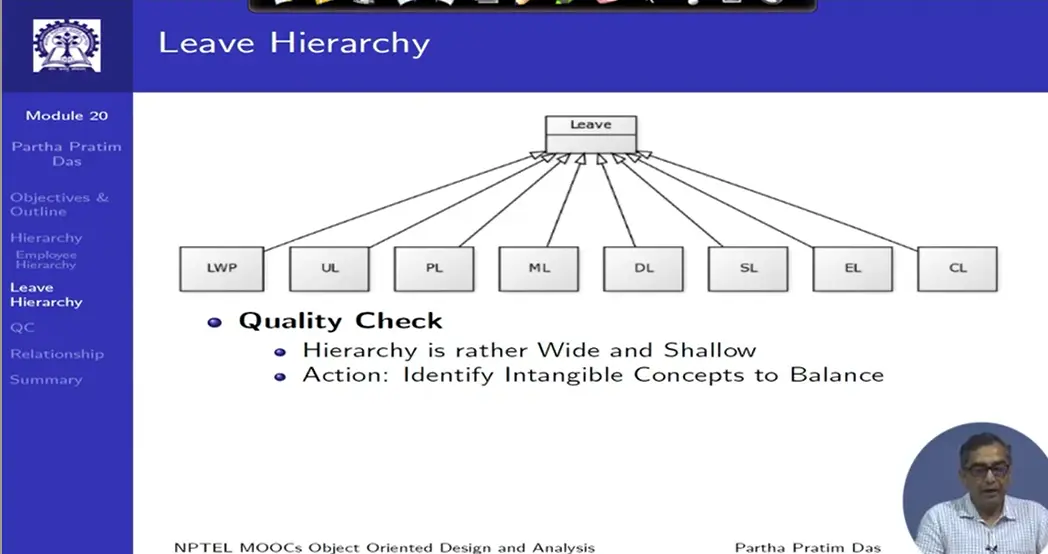 Leave Hierarchy
Module 20
Partha Pratim
Das
Objectives &
Outline
Hierarchy
Employee
Hierarchy
Leave
Hierarchy
QC
Relationship
Summary
Leave
LWP UL PL ML DL SL EL CL
Quality Check
Hierarchy is rather Wide and Shallow
Action: Identify Intangible Concepts to Balance
NPTEL MOOCs Object Oriented Design and Analysis
Partha Pratim Das